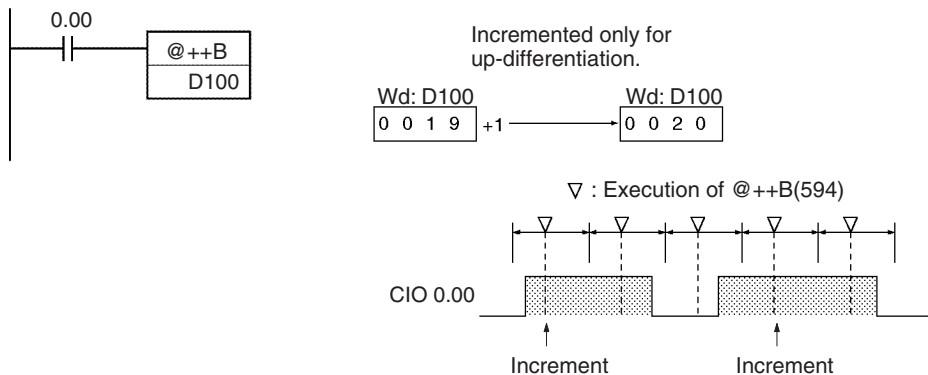 0.00
@++B
D100
Incremented only for
up-differentiation.
Wd: D100 Wd: D100
0 0 1 9 +1 0 0 2 0
▽ : Execution of @++B(594)
CIO 0.00
Increment Increment